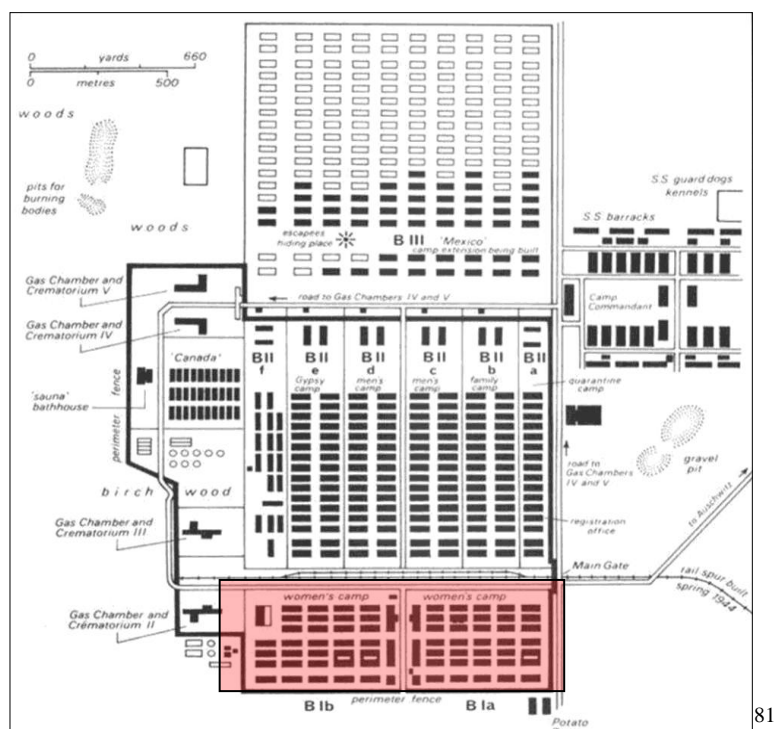 0 yards 660
0 metres 500
woods
pits for
burning
bodies
woods
S.S. guard dogs
kennels
S.S. barracks
escapees
hiding place
B III 'Mexico'
camp extension being built
Gas Chamber and
Crematorium V
road to Gas Chambers IV and V
Camp
Commandant
Gas Chamber and
Crematorium IV
'Canada'
B II
f
B II
e
Gypsy
camp
B II
d
men's
camp
B II
c
men's
camp
B II
b
family
camp
B II
a
quarantine
camp
'sauna'
bathhouse
perimeter fence
road to
Gas Chambers
IV and V
gravel
pit
birch wood
to Auschwitz
Gas Chamber and
Crematorium III
registration
office
Main Gate
rail spur built
spring 1944
women's camp
women's camp
Gas Chamber and
Crématorium II
perimeter fence
B Ib
B Ia
Potato
81